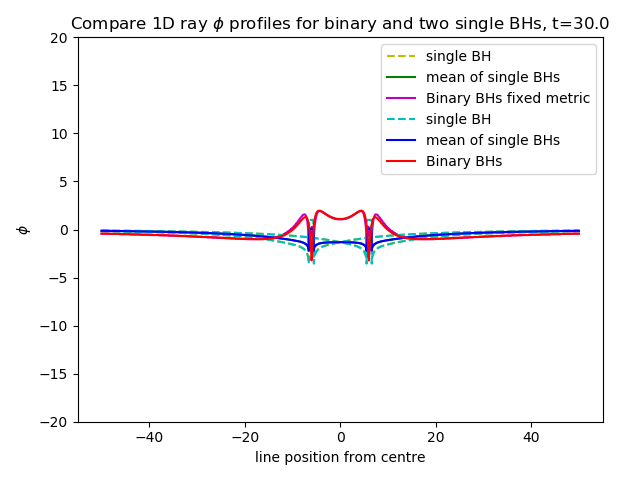 Compare 1D ray ϕ profiles for binary and two single BHs, t=30.0
20
15
10
5
0
−5
−10
−15
−20
ϕ
single BH
mean of single BHs
Binary BHs fixed metric
single BH
mean of single BHs
Binary BHs
−40 −20 0 20 40
line position from centre